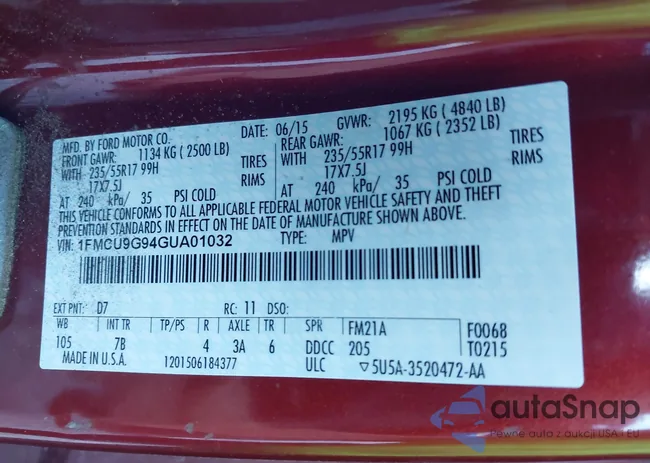 MFD. BY FORD MOTOR CO. DATE: 06/15 GVWR: 2195 KG ( 4840 LB)
FRONT GAWR: 1134 KG ( 2500 LB) REAR GAWR: 1067 KG ( 2352 LB)
WITH 235/55R17 99H TIRES WITH 235/55R17 99H TIRES
17X7.5J RIMS 17X7.5J RIMS
AT 240 kPa/ 35 PSI COLD AT 240 kPa/ 35 PSI COLD
THIS VEHICLE CONFORMS TO ALL APPLICABLE FEDERAL MOTOR VEHICLE SAFETY AND THEFT
PREVENTION STANDARDS IN EFFECT ON THE DATE OF MANUFACTURE SHOWN ABOVE.
VIN: 1FMCU9G94GUA01032 TYPE: MPV
EXT PNT: D7 RC: 11 DSO:
WB INT TR TP/PS R AXLE TR SPR FM21A F0068
105 7B 4 3A 6 DDCC 205 T0215
MADE IN U.S.A. 1201506184377 ULC ▽5U5A-3520472-AA
autaSnap
Pewne auta z aukcji USA i EU